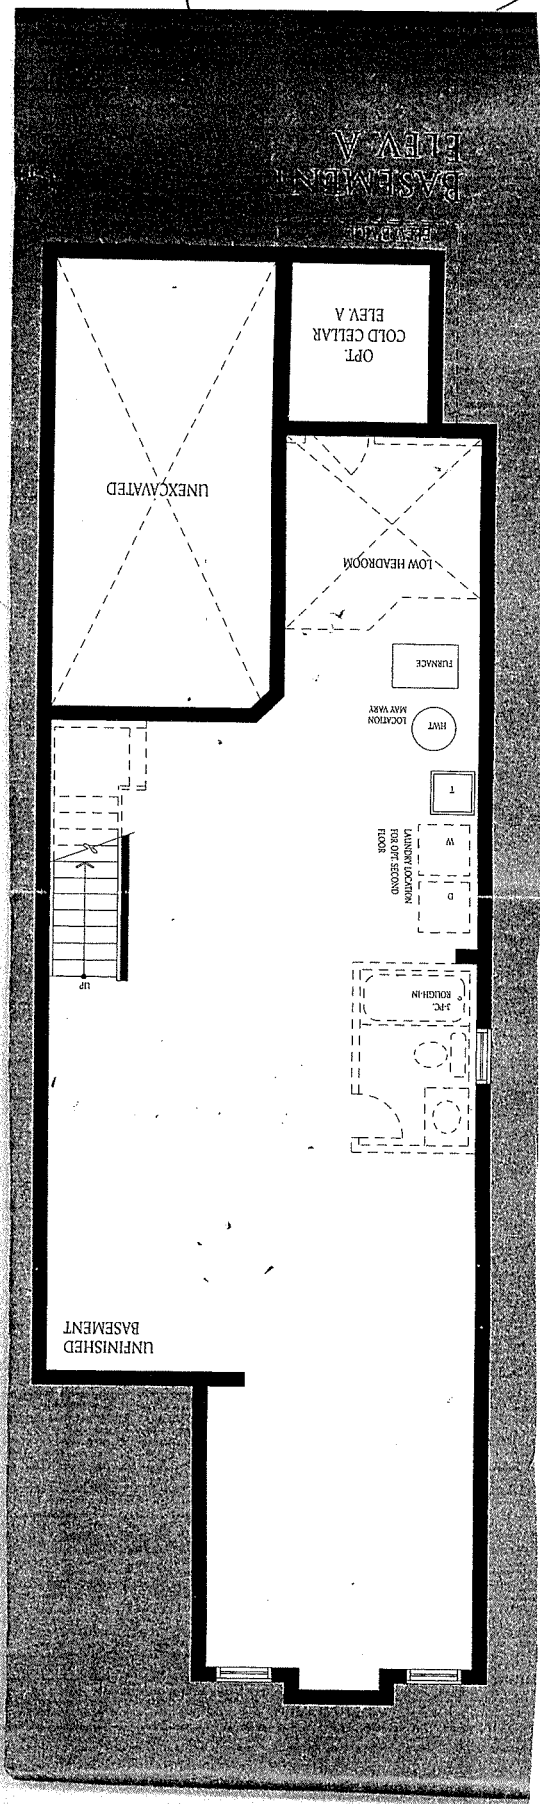 UNFINISHED
BASEMENT
3-PC.
ROUGH-IN
UP
D
W
LAUNDRY LOCATION
FOR OPT. SECOND
FLOOR
T
HWT
LOCATION
MAY VARY
FURNACE
LOW HEADROOM
UNEXCAVATED
OPT.
COLD CELLAR
ELEV. A
BASEMENT
ELEV. A